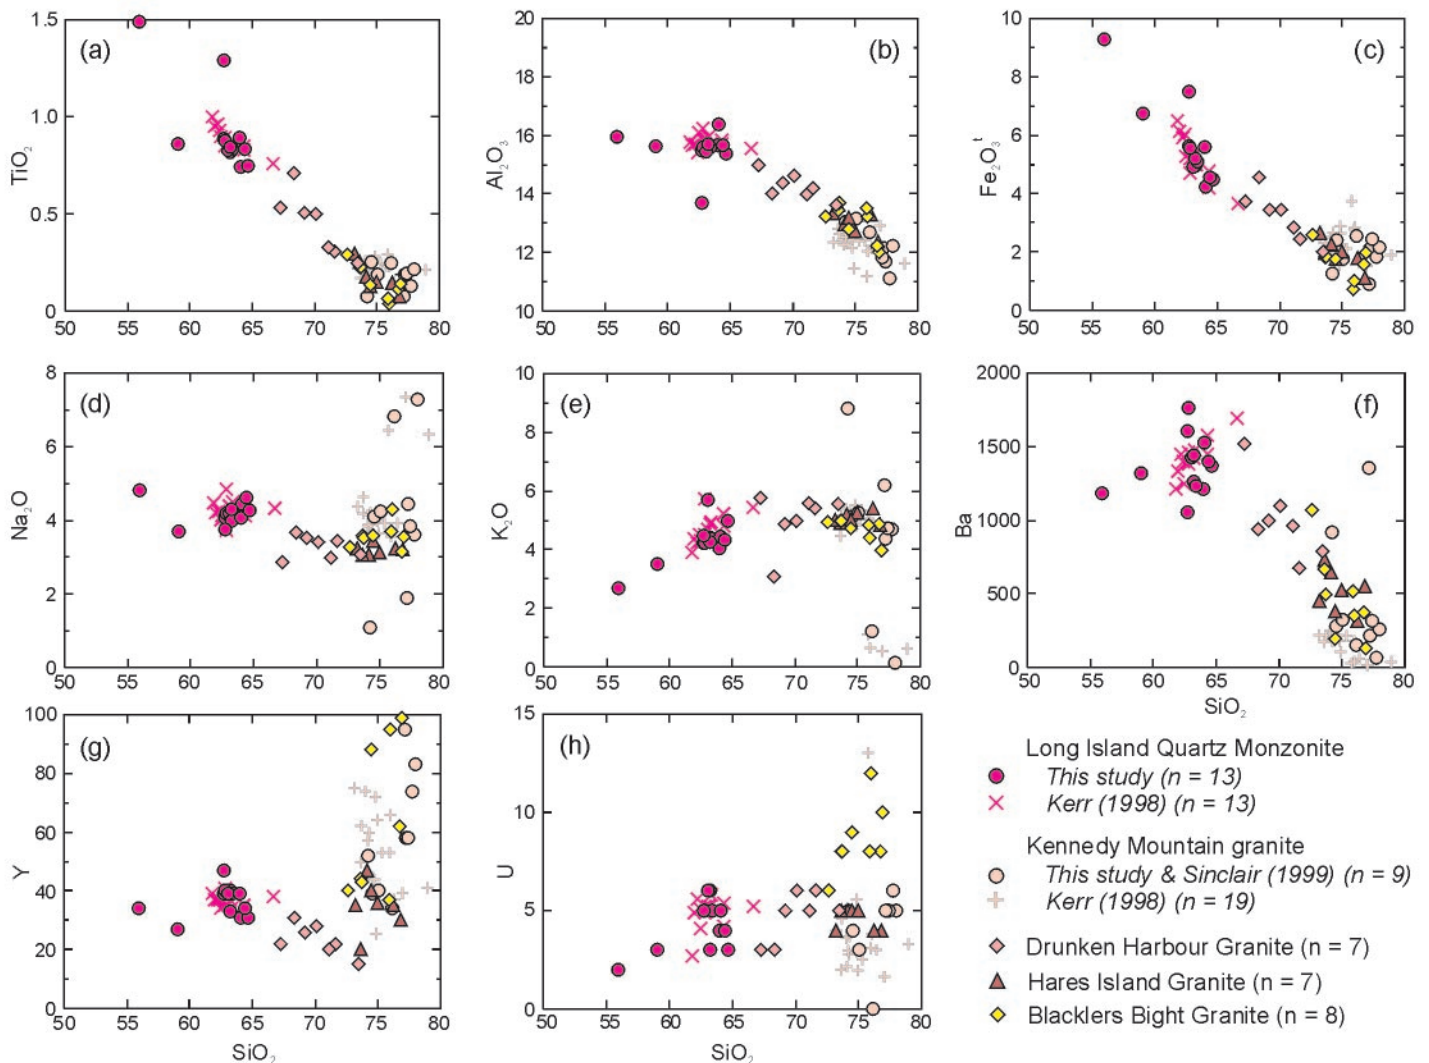 1.5
1.0
0.5
0
TiO2
(a)
50 55 60 65 70 75 80
20
18
16
14
12
10
Al2O3
(b)
50 55 60 65 70 75 80
10
8
6
4
2
0
Fe2O3t
(c)
50 55 60 65 70 75 80
8
6
4
2
0
Na2O
(d)
50 55 60 65 70 75 80
10
8
6
4
2
0
K2O
(e)
50 55 60 65 70 75 80
2000
1500
1000
500
0
Ba
(f)
50 55 60 65 70 75 80
SiO2
100
80
60
40
20
0
Y
(g)
50 55 60 65 70 75 80
SiO2
15
10
5
0
U
(h)
50 55 60 65 70 75 80
SiO2
Long Island Quartz Monzonite
This study (n = 13)
Kerr (1998) (n = 13)
Kennedy Mountain granite
This study & Sinclair (1999) (n = 9)
Kerr (1998) (n = 19)
Drunken Harbour Granite (n = 7)
Hares Island Granite (n = 7)
Blacklers Bight Granite (n = 8)